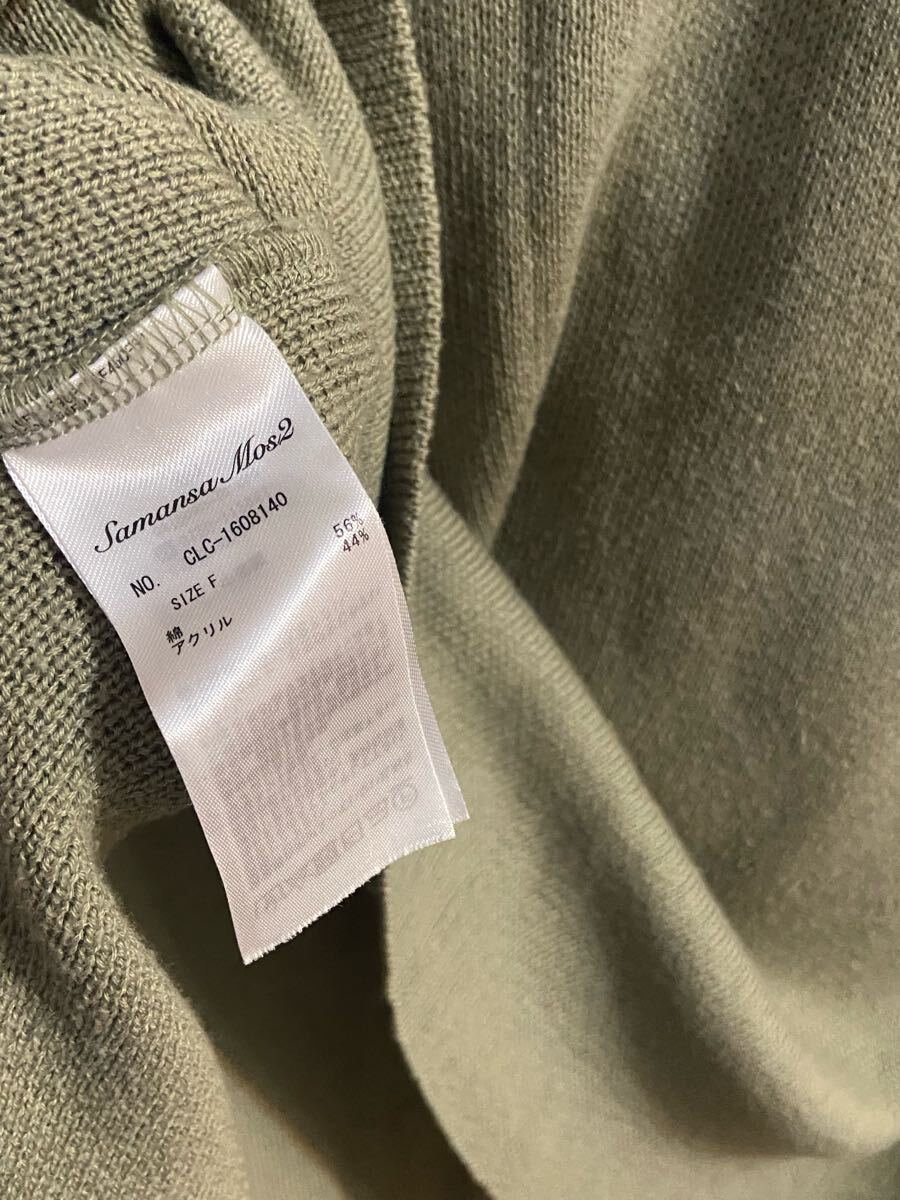 Samansa Mos2
NO. CLC-1608140
SIZE F
綿 56%
アクリル 44%